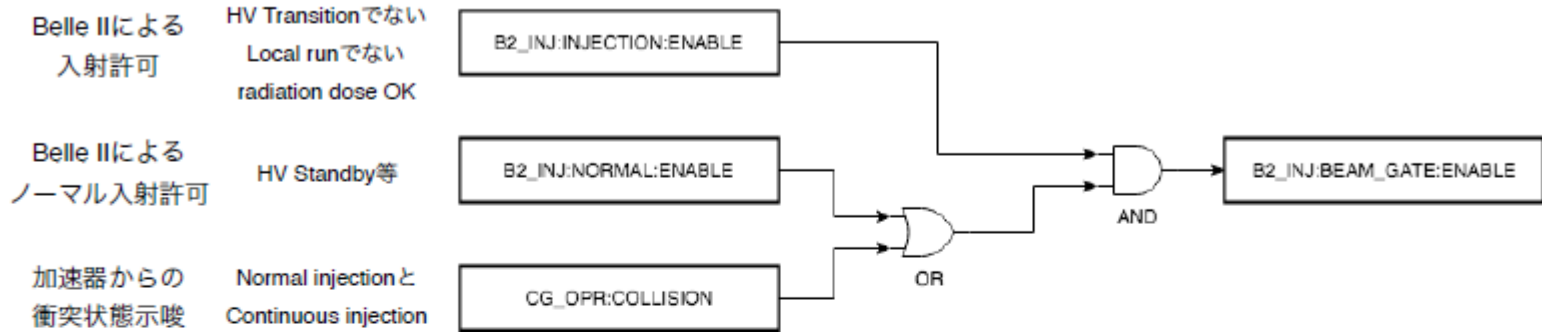 Belle IIによる
入射許可
HV Transitionでない
Local runでない
radiation dose OK
B2_INJ:INJECTION:ENABLE
Belle IIによる
ノーマル入射許可
HV Standby等
B2_INJ:NORMAL:ENABLE
B2_INJ:BEAM_GATE:ENABLE
AND
OR
加速器からの
衝突状態示唆
Normal injectionと
Continuous injection
CG_OPR:COLLISION